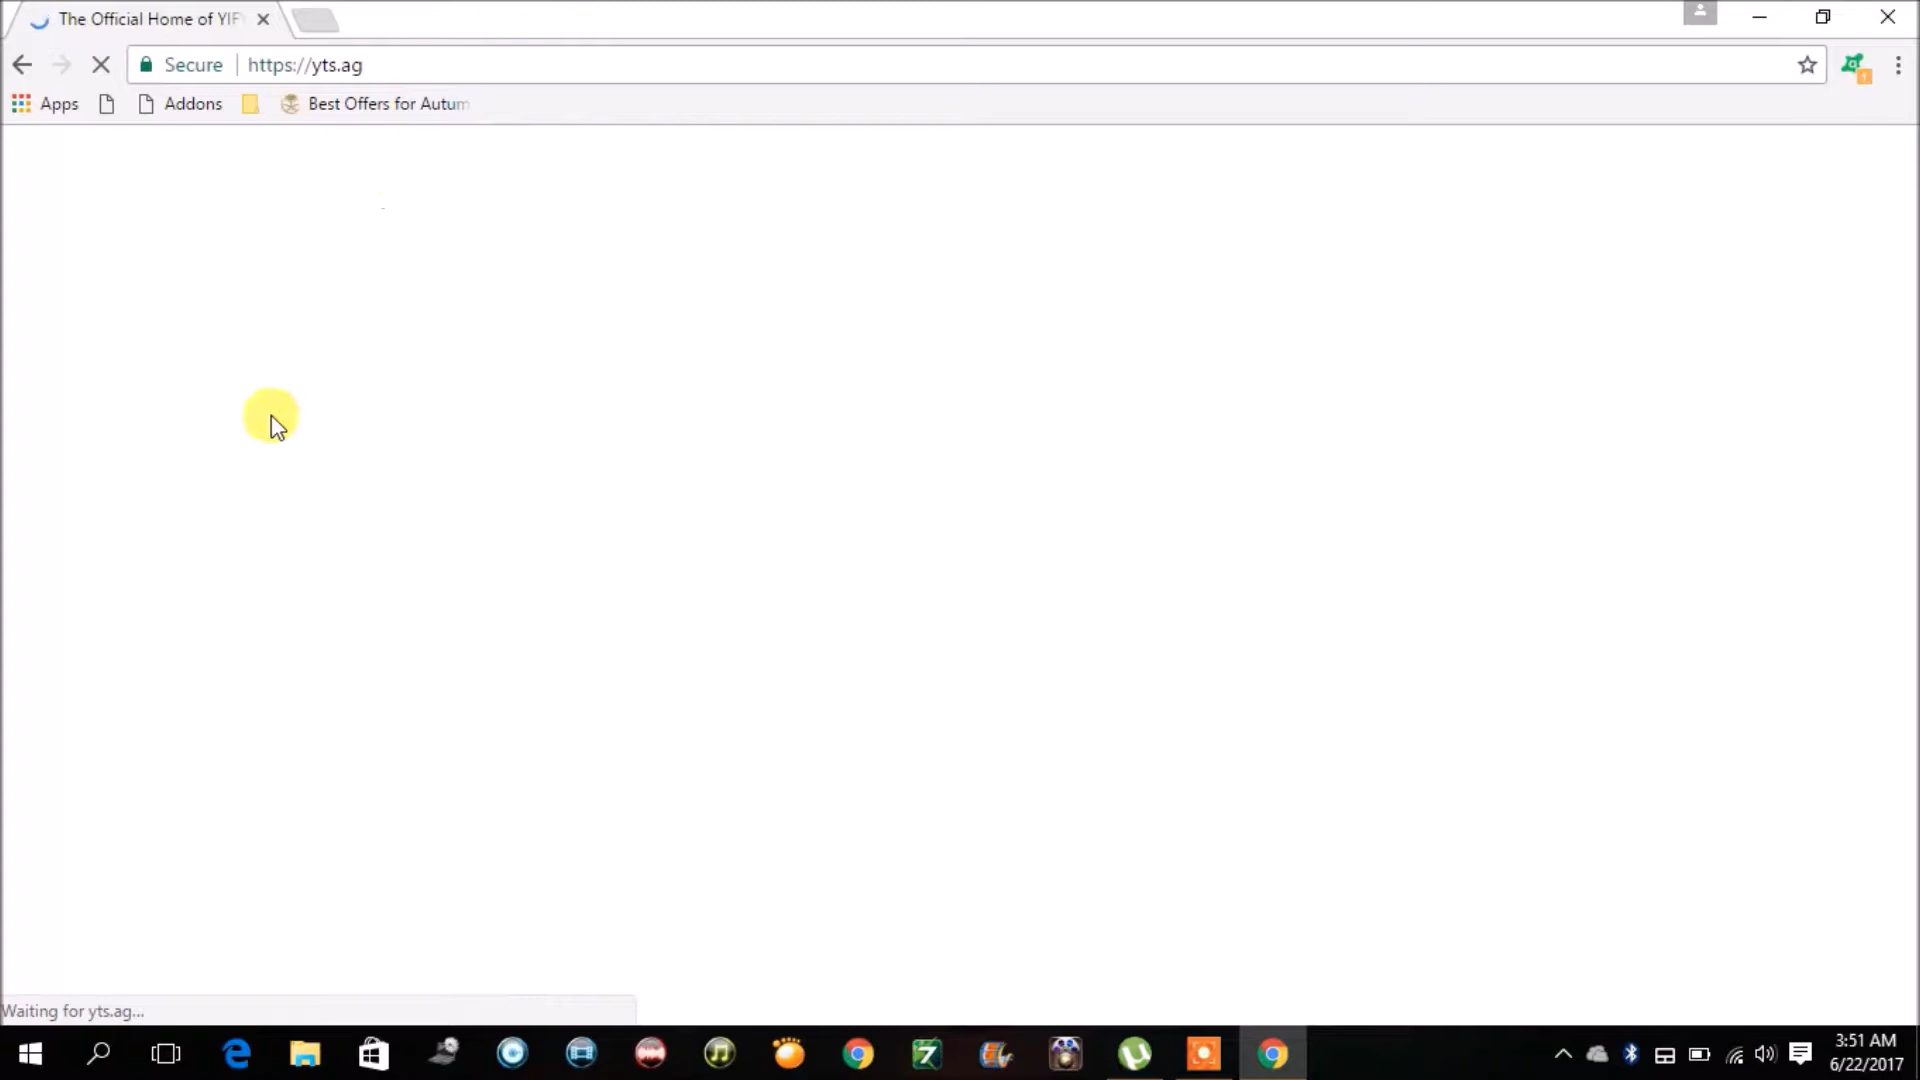 The Official Home of YIF
Secure
https://yts.ag
Apps
Addons
Best Offers for Autum
Waiting for yts.ag...
3:51 AM
6/22/2017